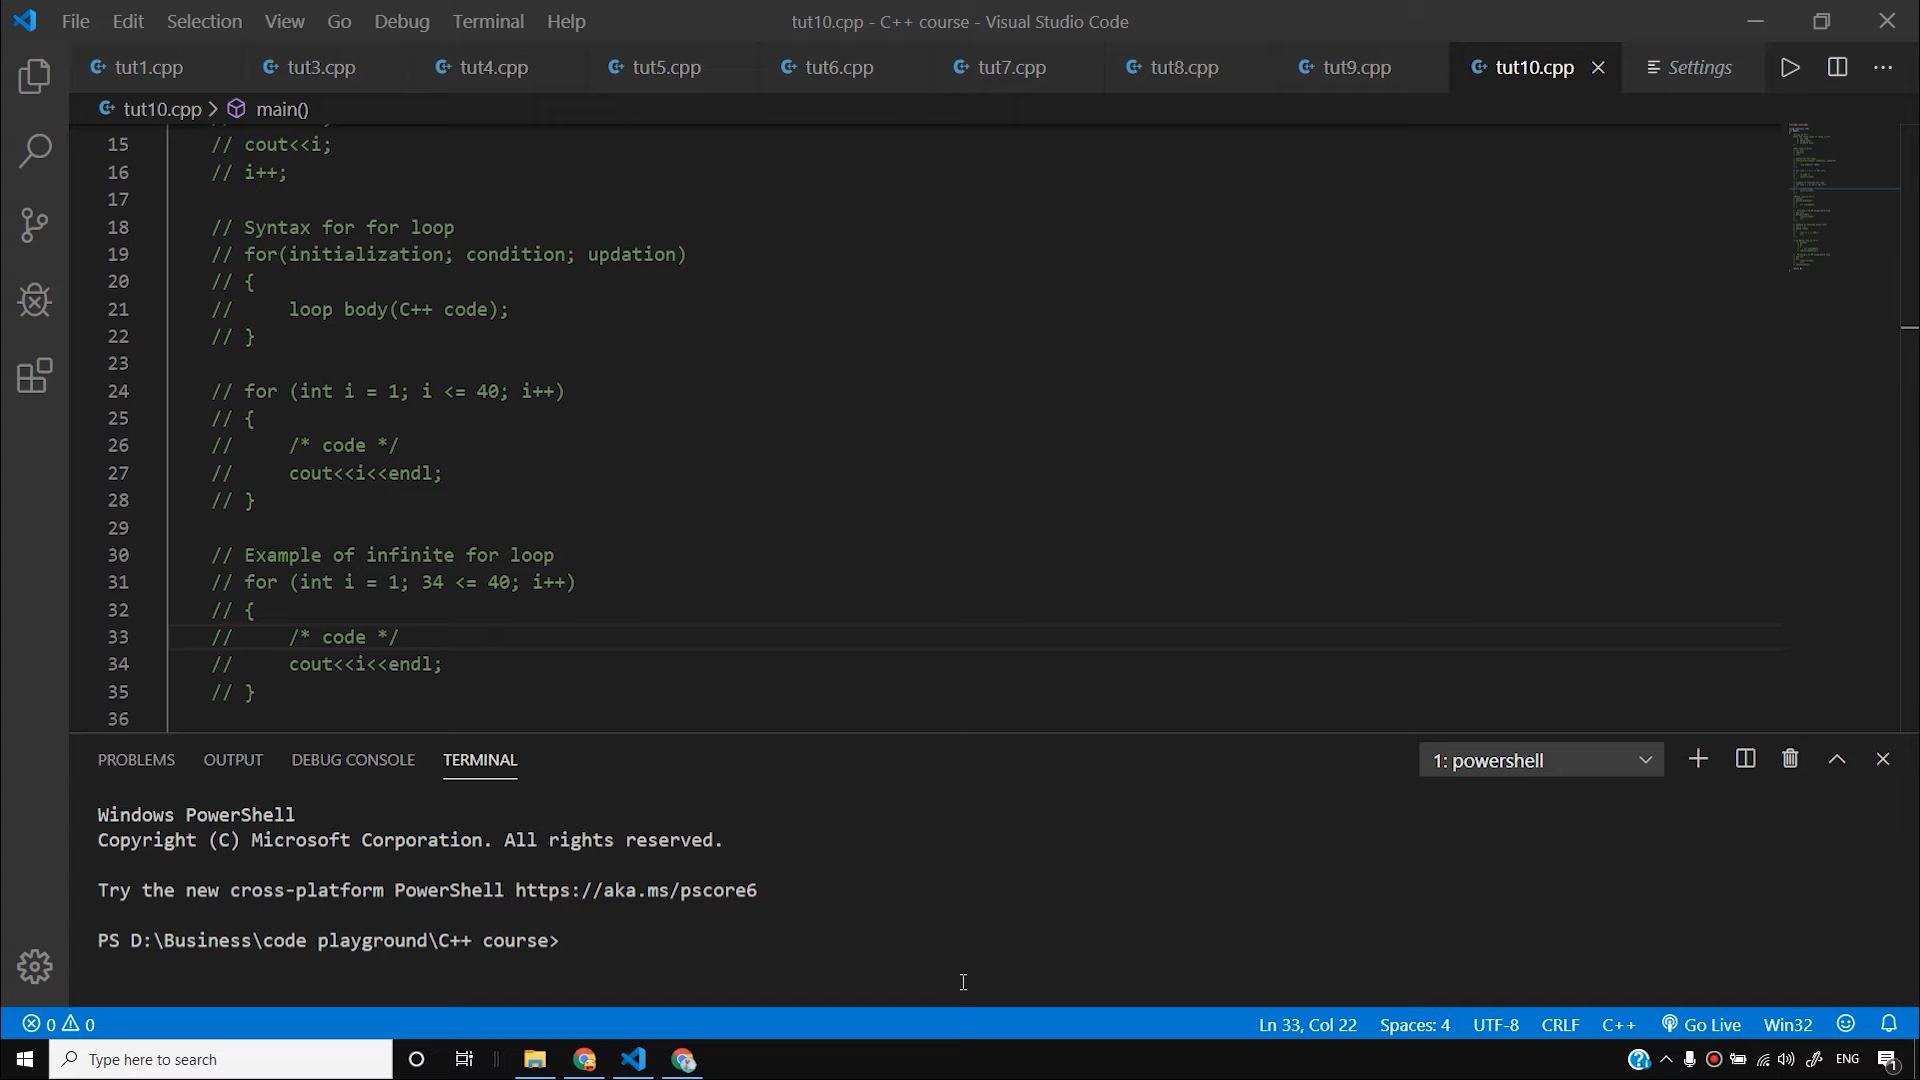 File Edit Selection View Go Debug Terminal Help tut10.cpp - C++ course - Visual Studio Code
tut1.cpp tut3.cpp tut4.cpp tut5.cpp tut6.cpp tut7.cpp tut8.cpp tut9.cpp tut10.cpp Settings
tut10.cpp > main()
15 // cout<<i;
16 // i++;
17
18 // Syntax for for loop
19 // for(initialization; condition; updation)
20 // {
21 //     loop body(C++ code);
22 // }
23
24 // for (int i = 1; i <= 40; i++)
25 // {
26 //     /* code */
27 //     cout<<i<<endl;
28 // }
29
30 // Example of infinite for loop
31 // for (int i = 1; 34 <= 40; i++)
32 // {
33 //     /* code */
34 //     cout<<i<<endl;
35 // }
36
PROBLEMS OUTPUT DEBUG CONSOLE TERMINAL 1: powershell
Windows PowerShell
Copyright (C) Microsoft Corporation. All rights reserved.
Try the new cross-platform PowerShell https://aka.ms/pscore6
PS D:\Business\code playground\C++ course>
0 0 Ln 33, Col 22 Spaces: 4 UTF-8 CRLF C++ Go Live Win32
Type here to search ENG 1